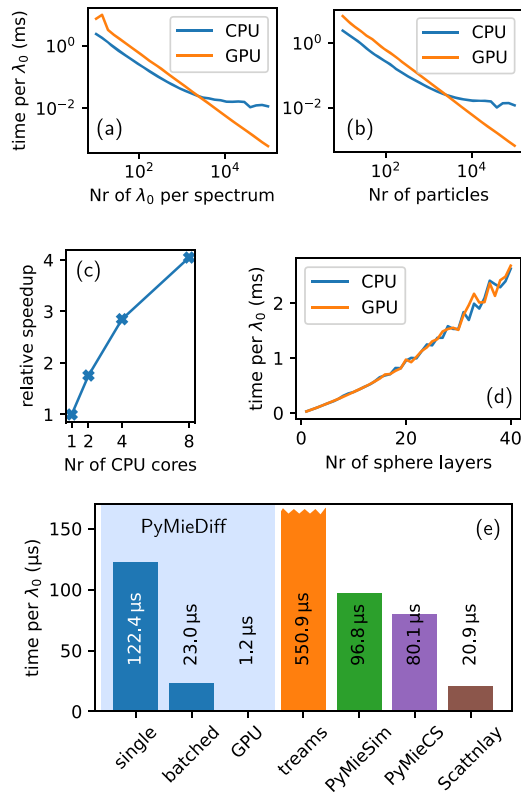 time per λ₀ (ms)
10⁰
10⁻²
CPU
GPU
(a)
10²
10⁴
Nr of λ₀ per spectrum
10⁰
10⁻²
CPU
GPU
(b)
10²
10⁴
Nr of particles
relative speedup
4
3
2
1
(c)
1 2 4 8
Nr of CPU cores
time per λ₀ (ms)
2
1
0
CPU
GPU
(d)
0 20 40
Nr of sphere layers
time per λ₀ (µs)
150
100
50
0
PyMieDiff
(e)
122.4 µs
23.0 µs
1.2 µs
550.9 µs
96.8 µs
80.1 µs
20.9 µs
single
batched
GPU
treams
PyMieSim
PyMieCS
Scattnlay